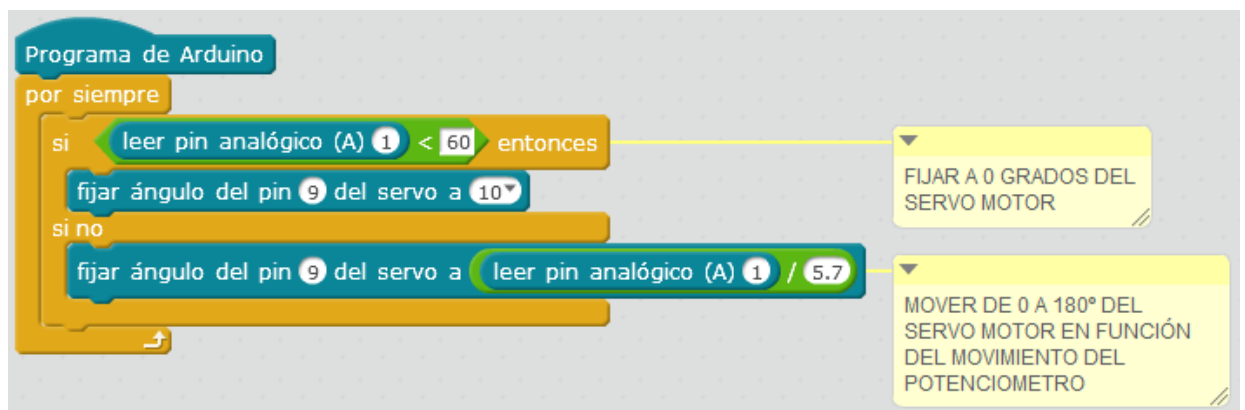 Programa de Arduino
por siempre
si leer pin analógico (A) 1 < 60 entonces
fijar ángulo del pin 9 del servo a 10
si no
fijar ángulo del pin 9 del servo a leer pin analógico (A) 1 / 5.7
FIJAR A 0 GRADOS DEL
SERVO MOTOR
MOVER DE 0 A 180º DEL
SERVO MOTOR EN FUNCIÓN
DEL MOVIMIENTO DEL
POTENCIOMETRO